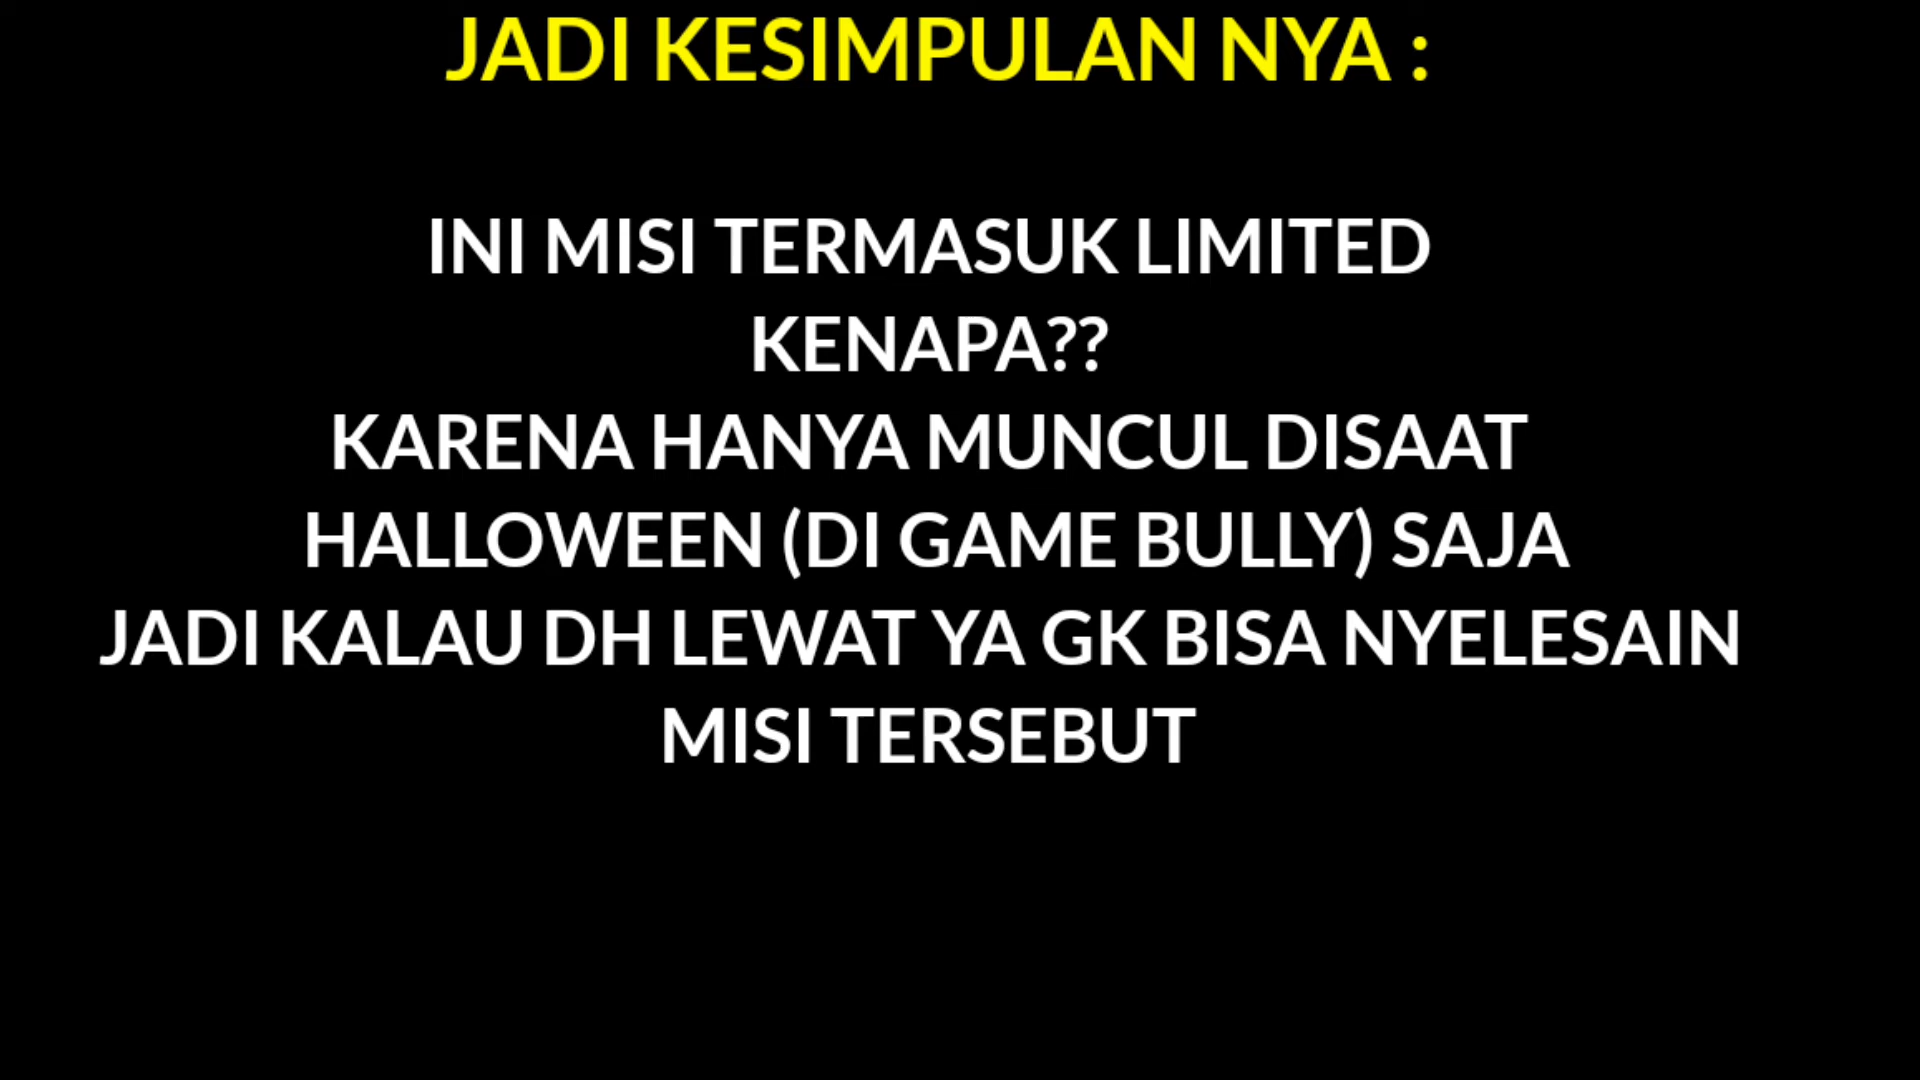 JADI KESIMPULAN NYA :
INI MISI TERMASUK LIMITED
KENAPA??
KARENA HANYA MUNCUL DISAAT
HALLOWEEN (DI GAME BULLY) SAJA
JADI KALAU DH LEWAT YA GK BISA NYELESAIN
MISI TERSEBUT